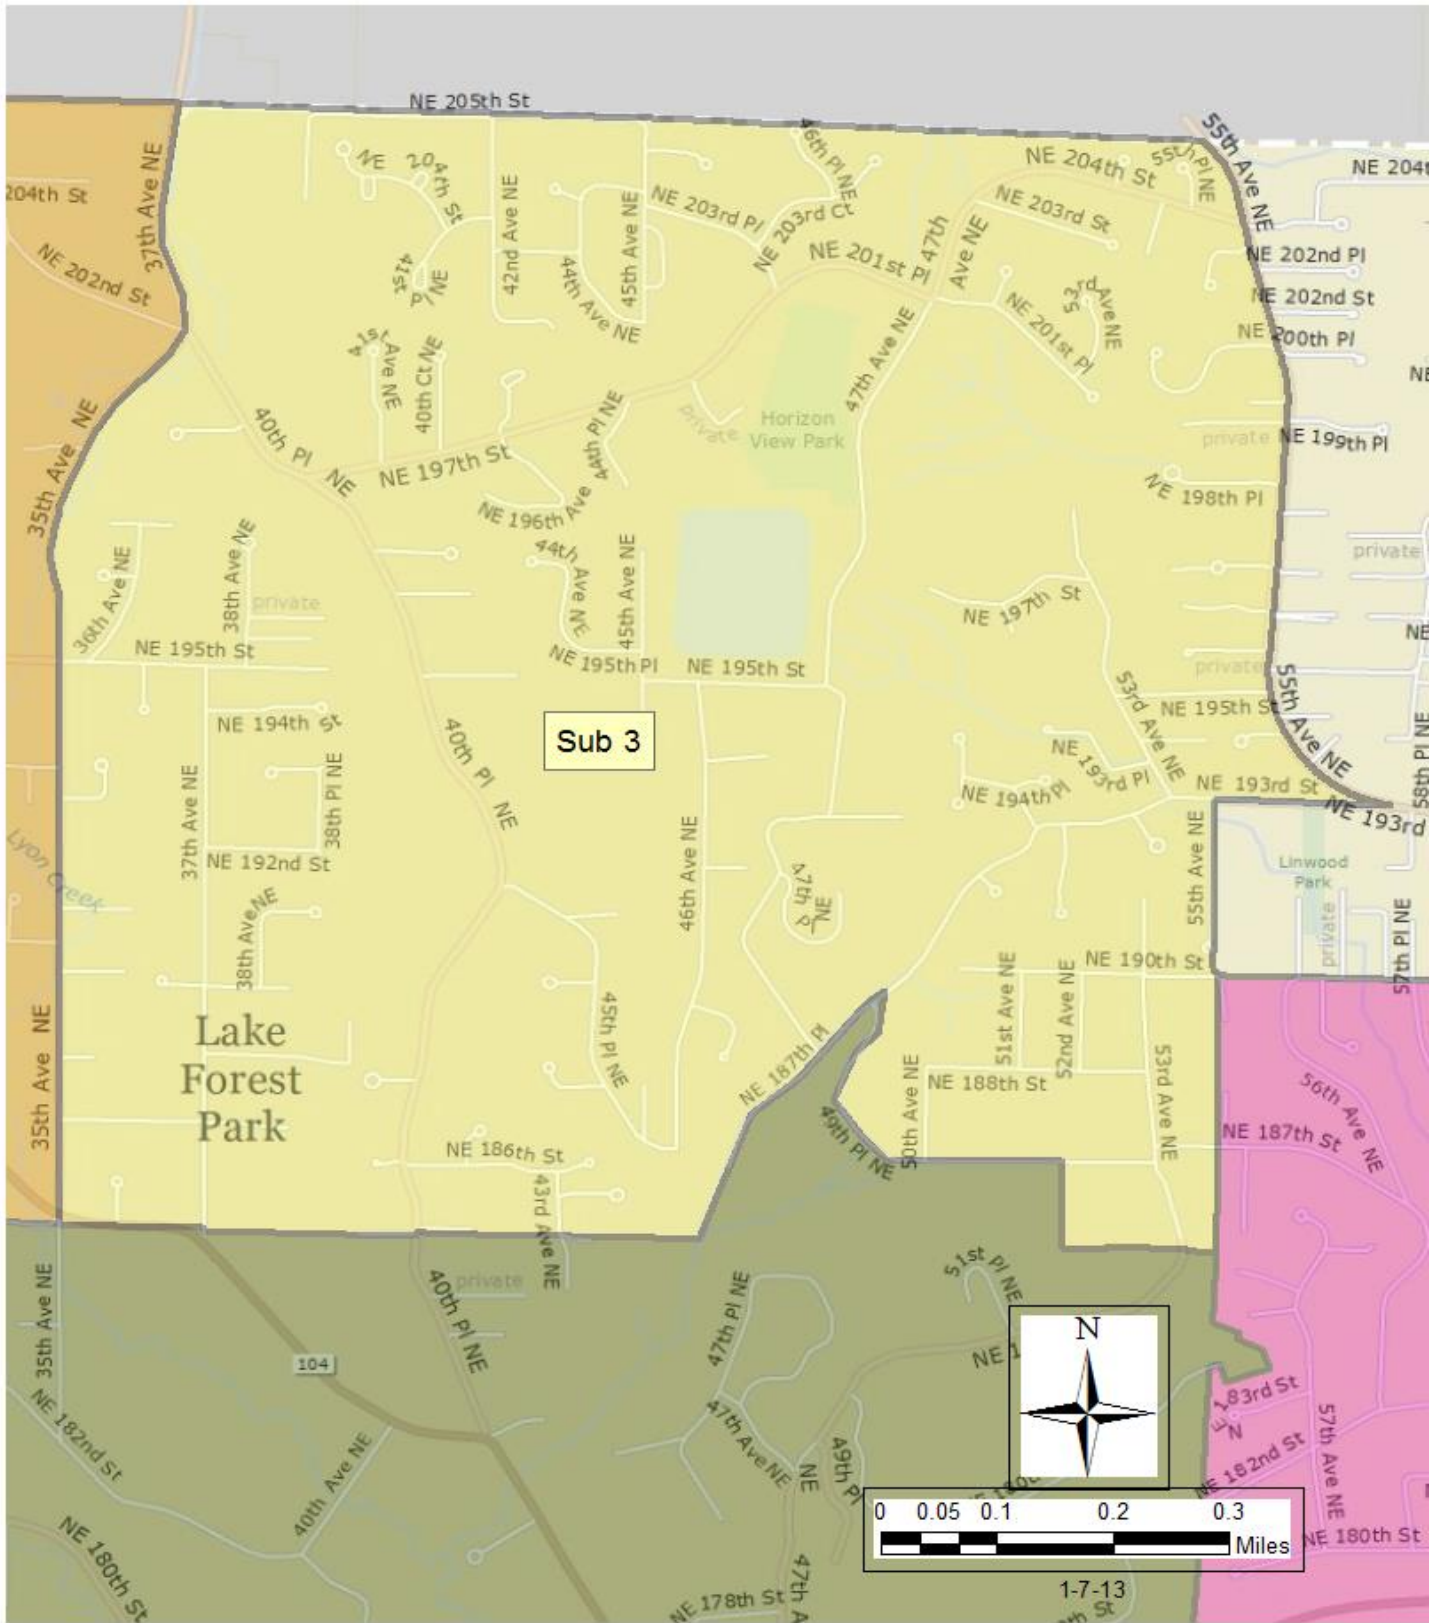 NE 205th St
55th Ave NE
NE 204th St
55th Pl NE
46th Pl NE
NE 204th St
37th Ave NE
204th St
42nd Ave NE
45th Ave NE
NE 203rd Pl
NE 203rd Ct
47th
Ave NE
NE 203rd St
NE 202nd St
41st Pl NE
44th Ave NE
NE 201st Pl
NE 202nd Pl
NE 202nd St
53rd Ave NE
NE 201st Pl
NE 200th Pl
41st Ave NE
40th Ct NE
47th Ave NE
NE
35th Ave NE
40th Pl NE
44th Pl NE
private
Horizon
View Park
private
NE 199th Pl
NE 197th St
NE 198th Pl
NE 196th Ave
44th Ave NE
45th Ave NE
private
36th Ave NE
38th Ave NE
private
NE 197th St
NE
NE 195th St
NE 195th Pl
NE 195th St
private
53rd Ave NE
NE 195th St
55th Ave NE
58th Pl NE
NE 194th St
Sub 3
40th Pl NE
37th Ave NE
38th Pl NE
NE 193rd Pl
NE 194th Pl
NE 193rd St
NE 193rd
Lyon Creek
NE 192nd St
46th Ave NE
47th Pl NE
55th Ave NE
Linwood
Park
private
57th Pl NE
38th Ave NE
NE 190th St
51st Ave NE
52nd Ave NE
35th Ave NE
Lake
Forest
Park
45th Pl NE
NE 187th Pl
NE 188th St
53rd Ave NE
56th Ave NE
49th Pl NE
50th Ave NE
NE 187th St
NE 186th St
43rd Ave NE
35th Ave NE
40th Pl NE
private
51st Pl NE
47th Pl NE
104
NE 1
N
NE 183rd St
NE 182nd St
40th Ave NE
47th Ave NE
NE
49th Pl
57th Ave NE
NE 182nd St
NE 180th St
NE 180th St
0 0.05 0.1 0.2 0.3
Miles
1-7-13
NE 178th St
47th A